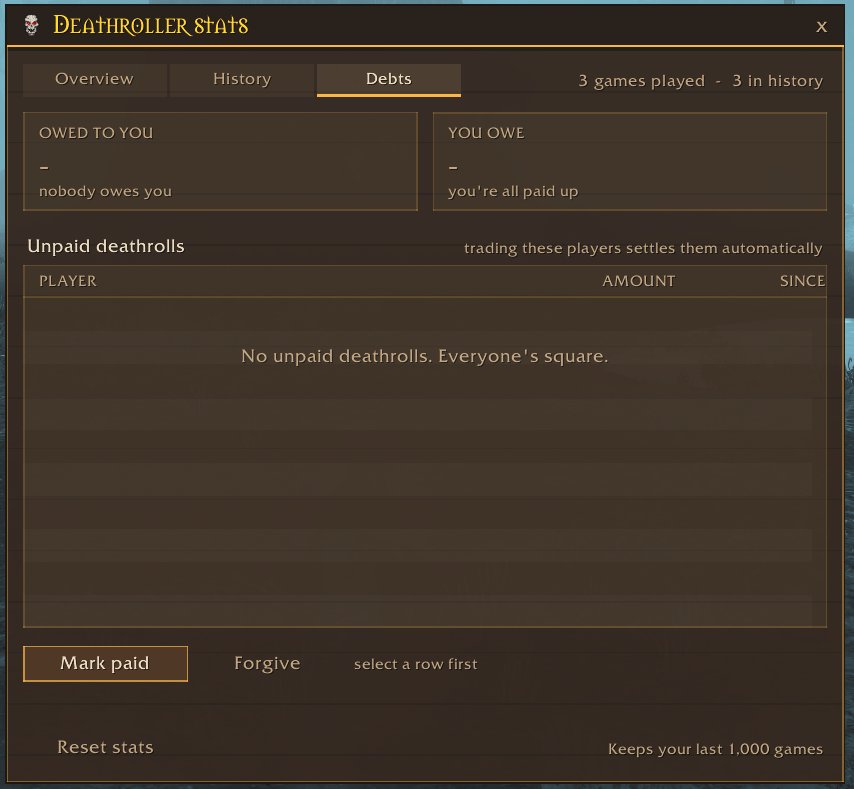 Deathroller stats
x
Overview
History
Debts
3 games played - 3 in history
OWED TO YOU
–
nobody owes you
YOU OWE
–
you're all paid up
Unpaid deathrolls
trading these players settles them automatically
PLAYER
AMOUNT
SINCE
No unpaid deathrolls. Everyone's square.
Mark paid
Forgive
select a row first
Reset stats
Keeps your last 1,000 games